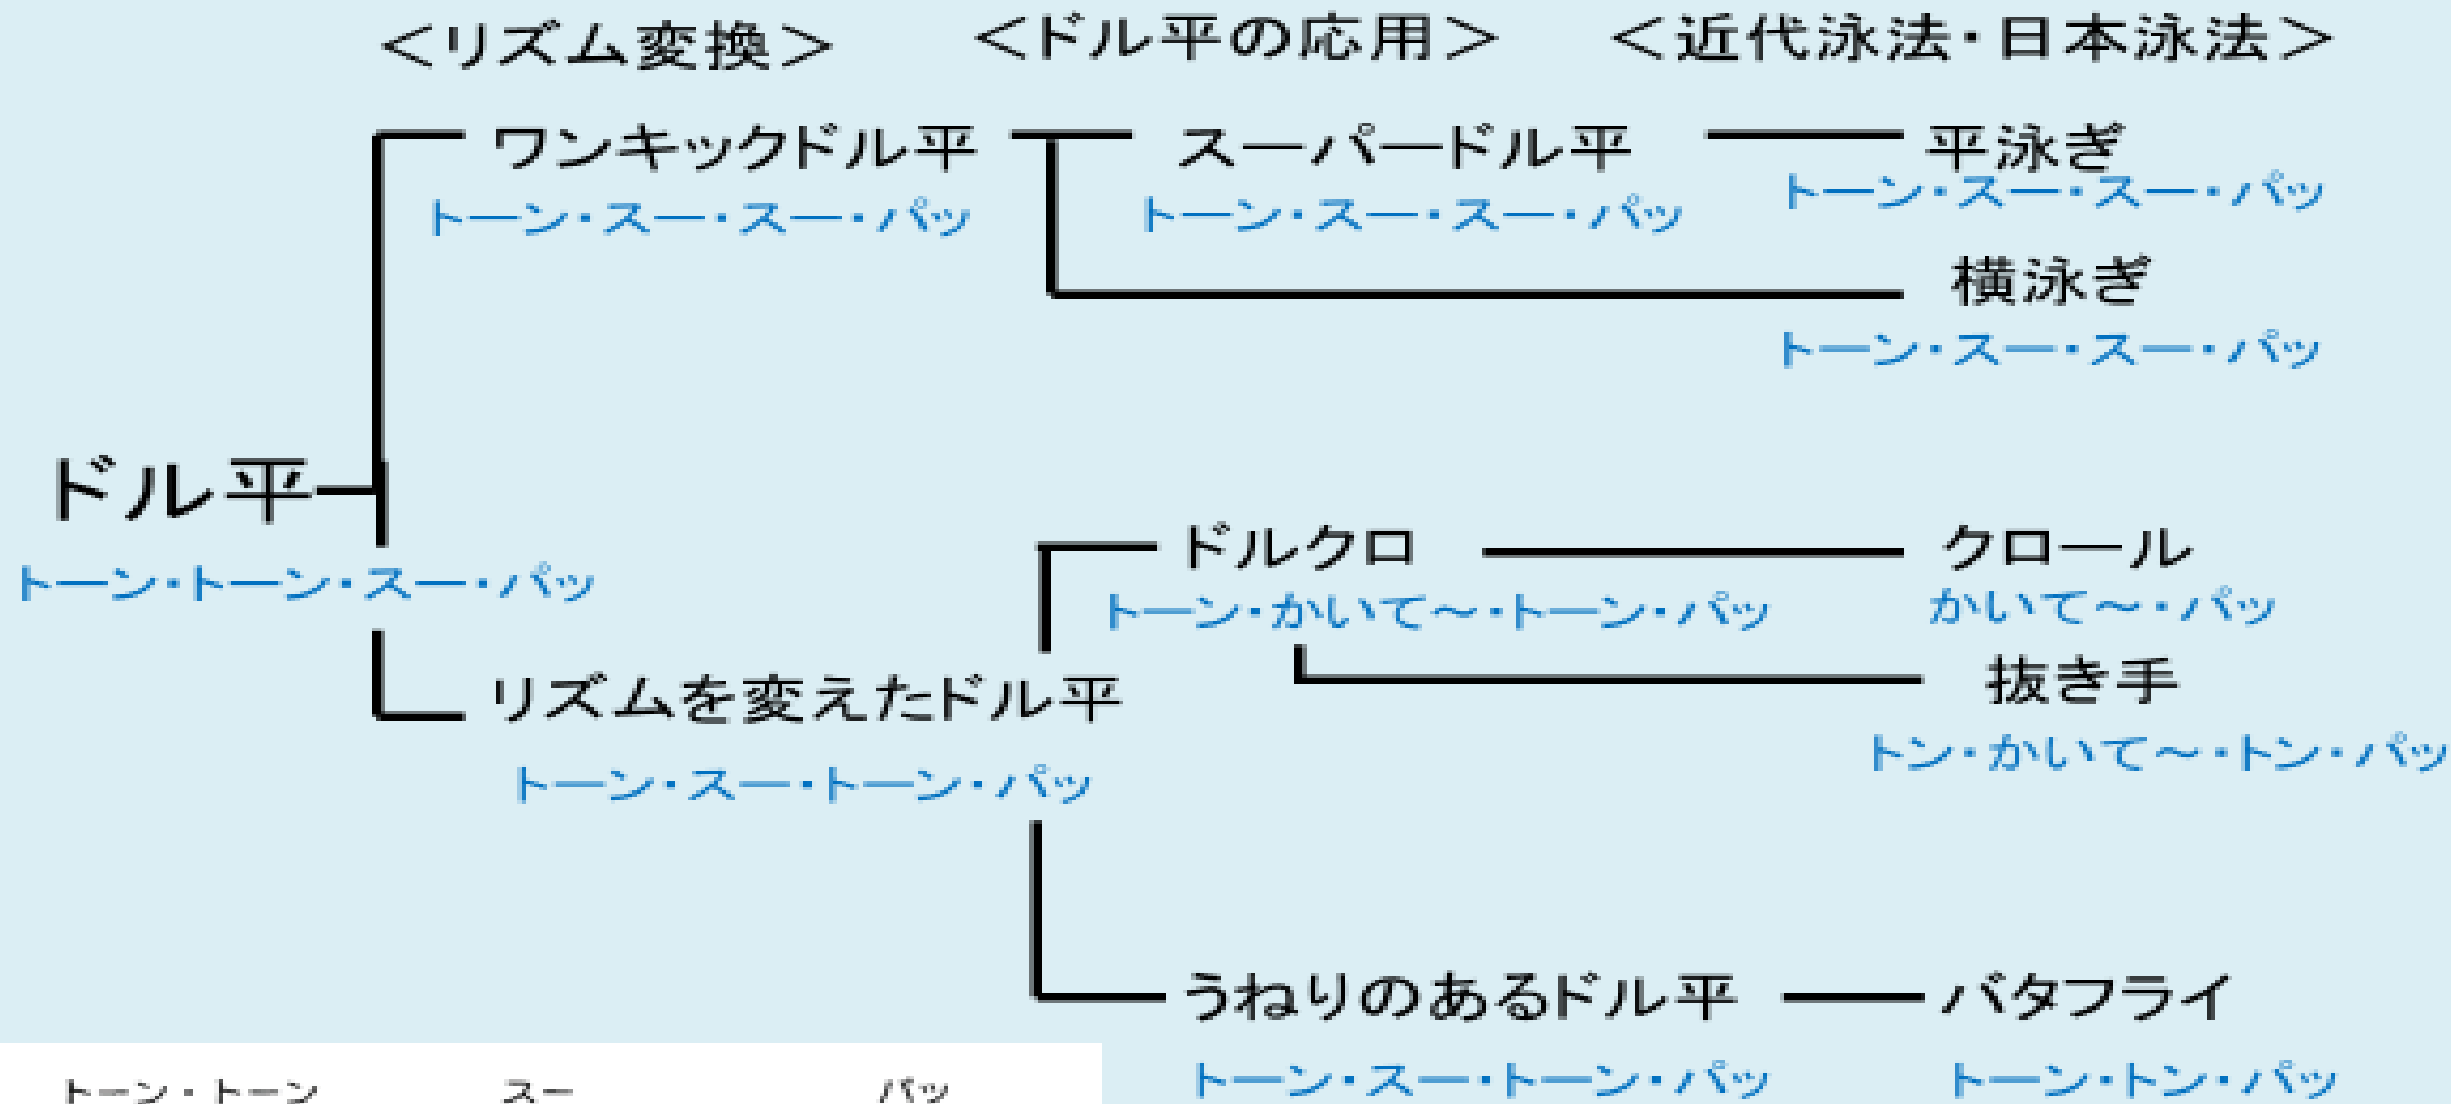 ＜リズム変換＞ ＜ドル平の応用＞ ＜近代泳法・日本泳法＞
ワンキックドル平 スーパードル平 平泳ぎ
トーン・スー・スー・パッ トーン・スー・スー・パッ トーン・スー・スー・パッ
横泳ぎ
トーン・スー・スー・パッ
ドル平
トーン・トーン・スー・パッ
ドルクロ クロール
トーン・かいて～・トーン・パッ かいて～・パッ
リズムを変えたドル平 抜き手
トーン・スー・トーン・パッ トン・かいて～・トン・パッ
うねりのあるドル平 バタフライ
トーン・スー・トーン・パッ トーン・トン・パッ
トーン・トーン スー パッ